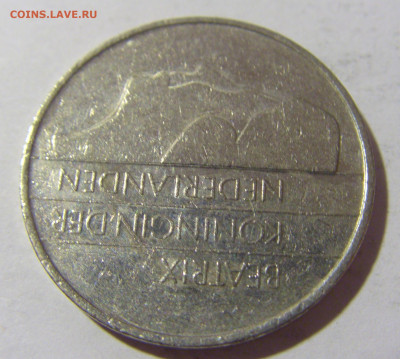 COINS.LAVE.RU
BEATRIX
KONINGIN DER
NEDERLANDEN